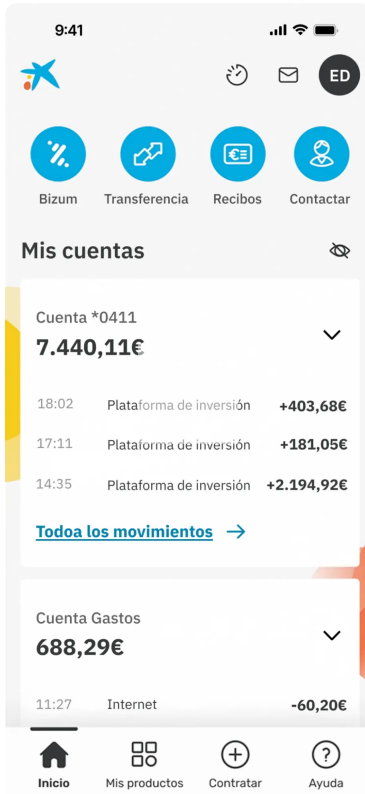 9:41
ED
Bizum Transferencia Recibos Contactar
Mis cuentas
Cuenta *0411
7.440,11€
18:02 Plataforma de inversión +403,68€
17:11 Plataforma de inversión +181,05€
14:35 Plataforma de inversión +2.194,92€
Todoa los movimientos →
Cuenta Gastos
688,29€
11:27 Internet -60,20€
Inicio Mis productos Contratar Ayuda